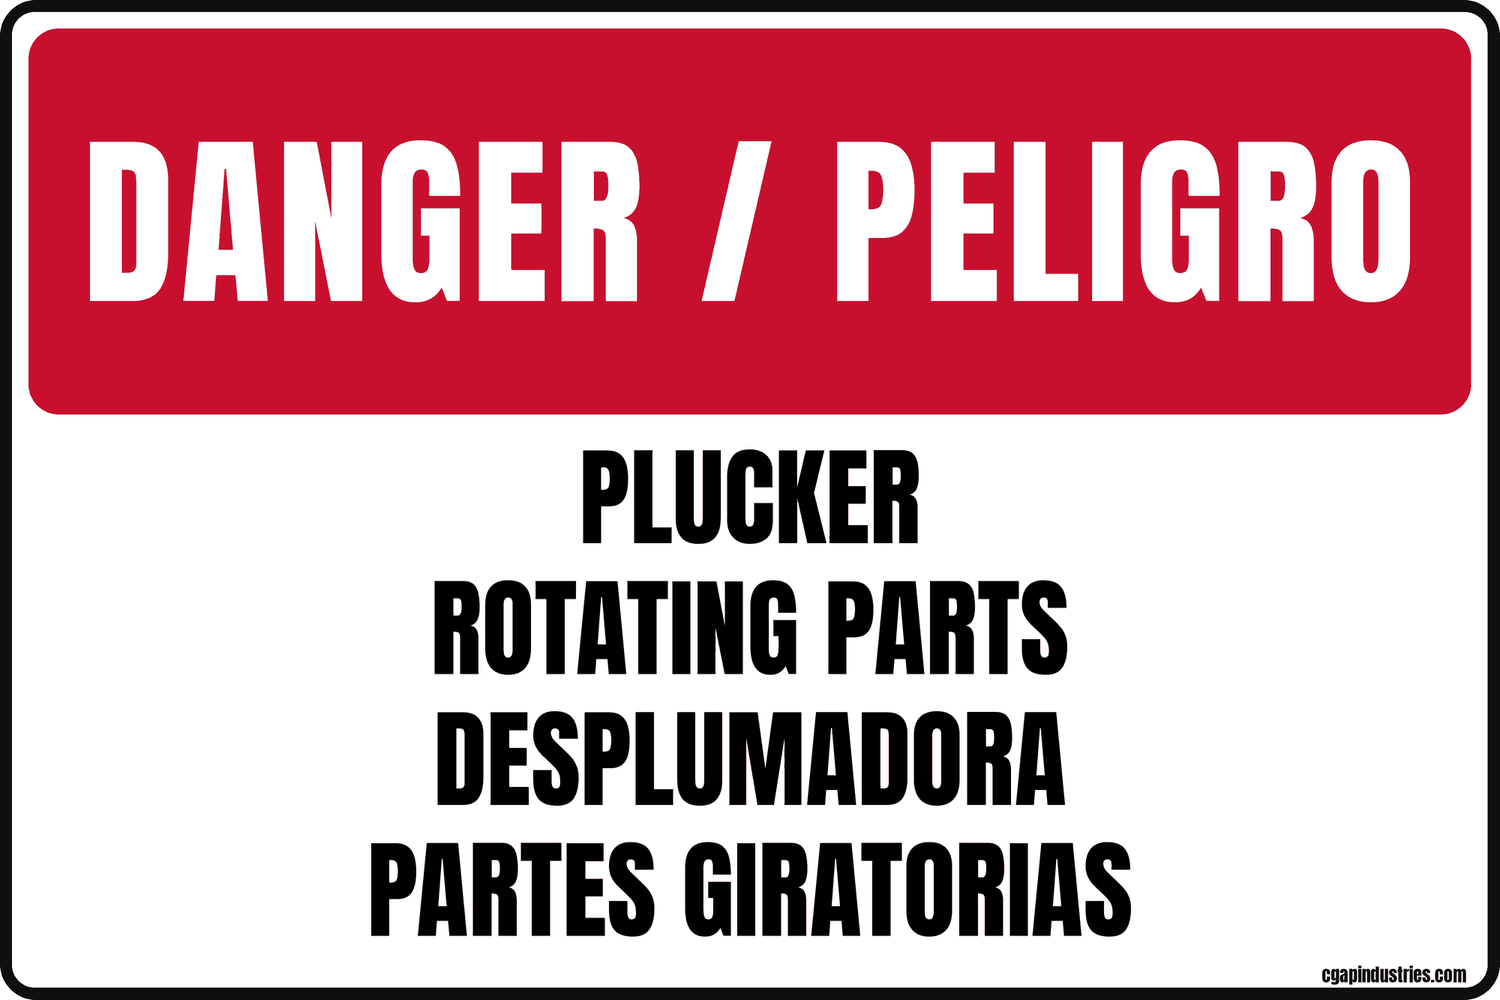 DANGER / PELIGRO
PLUCKER
ROTATING PARTS
DESPLUMADORA
PARTES GIRATORIAS
cgapindustries.com